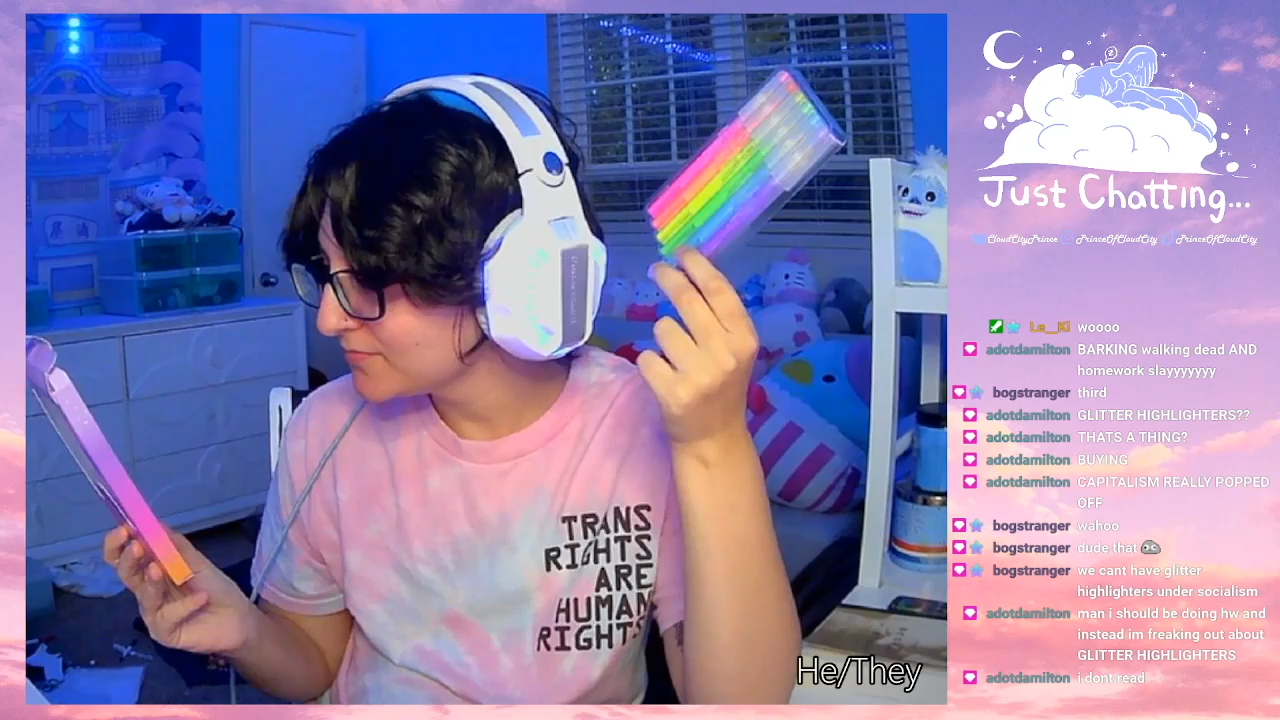 Just Chatting...
CloudCityPrince PrinceOfCloudCity PrinceOfCloudCity
TRANS
RIGHTS
ARE
HUMAN
RIGHTS
He/They
Le__Ki woooo
adotdamilton BARKING walking dead AND
homework slayyyyyyy
bogstranger third
adotdamilton GLITTER HIGHLIGHTERS??
adotdamilton THATS A THING?
adotdamilton BUYING
adotdamilton CAPITALISM REALLY POPPED
OFF
bogstranger wahoo
bogstranger dude that
bogstranger we cant have glitter
highlighters under socialism
adotdamilton man i should be doing hw and
instead im freaking out about
GLITTER HIGHLIGHTERS
adotdamilton i dont read